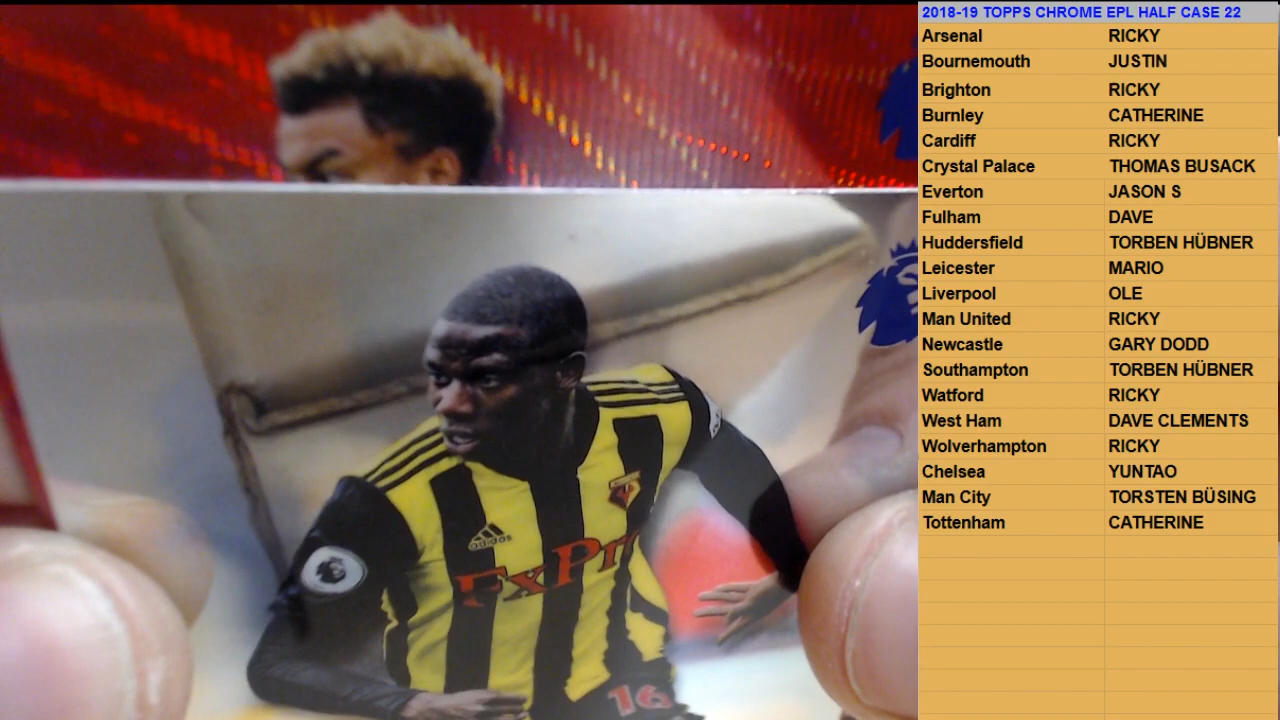 2018-19 TOPPS CHROME EPL HALF CASE 22
Arsenal RICKY
Bournemouth JUSTIN
Brighton RICKY
Burnley CATHERINE
Cardiff RICKY
Crystal Palace THOMAS BUSACK
Everton JASON S
Fulham DAVE
Huddersfield TORBEN HÜBNER
Leicester MARIO
Liverpool OLE
Man United RICKY
Newcastle GARY DODD
Southampton TORBEN HÜBNER
Watford RICKY
West Ham DAVE CLEMENTS
Wolverhampton RICKY
Chelsea YUNTAO
Man City TORSTEN BÜSING
Tottenham CATHERINE
adidas
FxPr
16